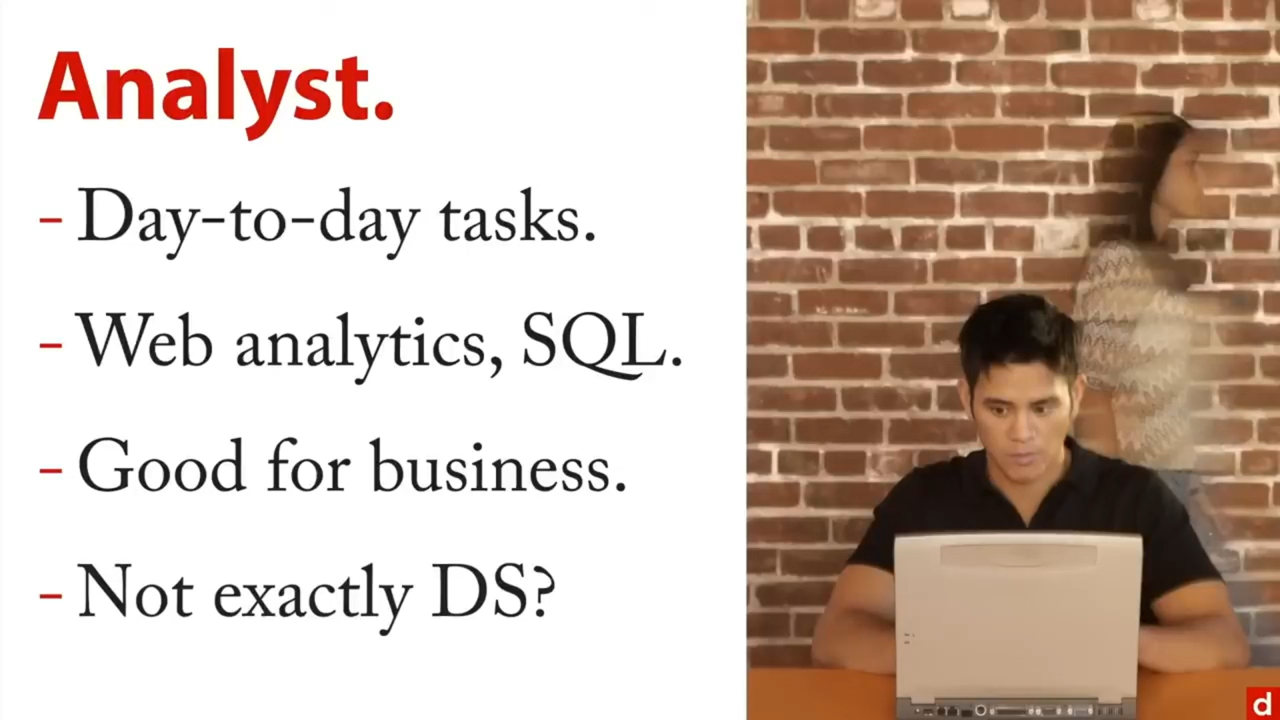 Analyst.
- Day-to-day tasks.
- Web analytics, SQL.
- Good for business.
- Not exactly DS?
d